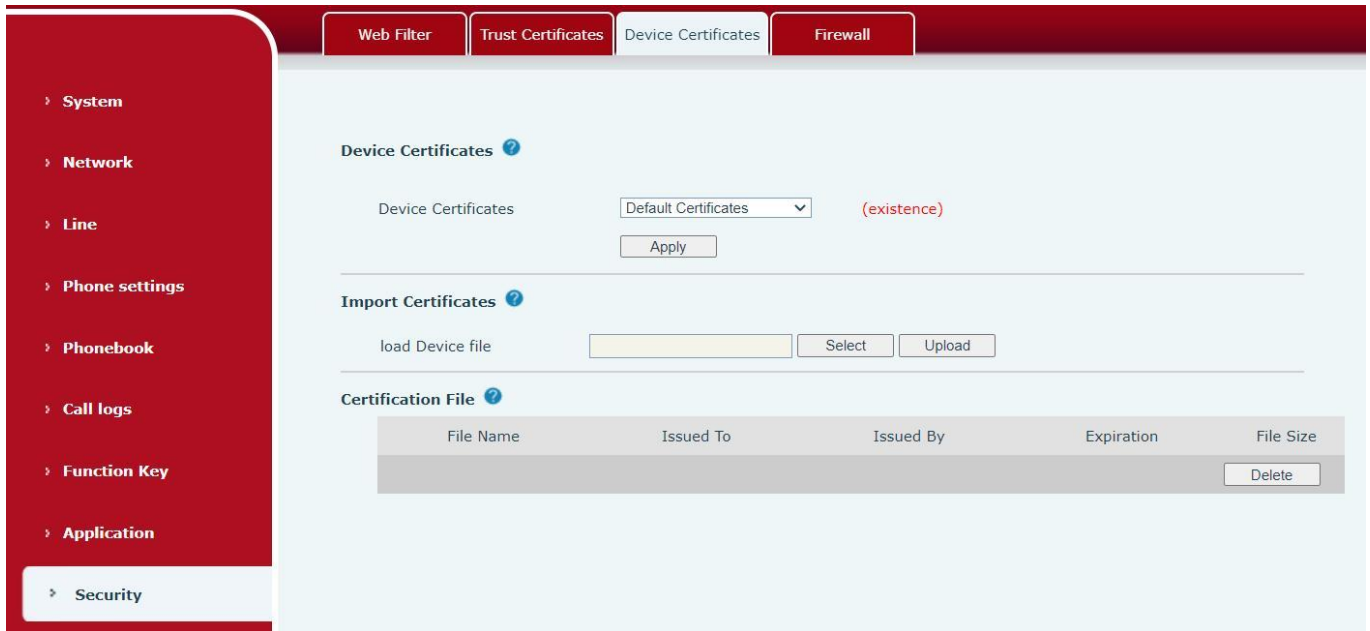 Web Filter Trust Certificates Device Certificates Firewall
System
Network
Line
Phone settings
Phonebook
Call logs
Function Key
Application
Security
Device Certificates ?
Device Certificates Default Certificates (existence)
Apply
Import Certificates ?
load Device file Select Upload
Certification File ?
File Name Issued To Issued By Expiration File Size
Delete